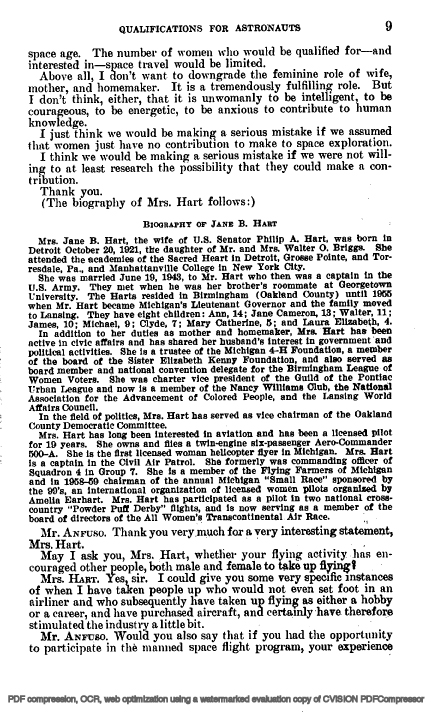 QUALIFICATIONS FOR ASTRONAUTS 9
space age. The number of women who would be qualified for—and
interested in—space travel would be limited.
Above all, I don't want to downgrade the feminine role of wife,
mother, and homemaker. It is a tremendously fulfilling role. But
I don't think, either, that it is unwomanly to be intelligent, to be
courageous, to be energetic, to be anxious to contribute to human
knowledge.
I just think we would be making a serious mistake if we assumed
that women just have no contribution to make to space exploration.
I think we would be making a serious mistake if we were not will-
ing to at least research the possibility that they could make a con-
tribution.
Thank you.
(The biography of Mrs. Hart follows:)
BIOGRAPHY OF JANE B. HART
Mrs. Jane B. Hart, the wife of U.S. Senator Philip A. Hart, was born in
Detroit October 20, 1921, the daughter of Mr. and Mrs. Walter O. Briggs. She
attended the academies of the Sacred Heart in Detroit, Grosse Pointe, and Tor-
resdale, Pa., and Manhattanville College in New York City.
She was married June 19, 1943, to Mr. Hart who then was a captain in the
U.S. Army. They met when he was her brother's roommate at Georgetown
University. The Harts resided in Birmingham (Oakland County) until 1955
when Mr. Hart became Michigan's Lieutenant Governor and the family moved
to Lansing. They have eight children: Ann, 14; Jane Cameron, 13; Walter, 11;
James, 10; Michael, 9; Clyde, 7; Mary Catherine, 5; and Laura Elizabeth, 4.
In addition to her duties as mother and homemaker, Mrs. Hart has been
active in civic affairs and has shared her husband's interest in government and
political activities. She is a trustee of the Michigan 4-H Foundation, a member
of the board of the Sister Elizabeth Kenny Foundation, and also served as
board member and national convention delegate for the Birmingham League of
Women Voters. She was charter vice president of the Guild of the Pontiac
Urban League and now is a member of the Nancy Williams Club, the National
Association for the Advancement of Colored People, and the Lansing World
Affairs Council.
In the field of politics, Mrs. Hart has served as vice chairman of the Oakland
County Democratic Committee.
Mrs. Hart has long been interested in aviation and has been a licensed pilot
for 19 years. She owns and flies a twin-engine six-passenger Aero-Commander
500-A. She is the first licensed woman helicopter flyer in Michigan. Mrs. Hart
is a captain in the Civil Air Patrol. She formerly was commanding officer of
Squadron 4 in Group 7. She is a member of the Flying Farmers of Michigan
and in 1958-59 chairman of the annual Michigan "Small Race" sponsored by
the 99's, an international organization of licensed women pilots organised by
Amelia Earhart. Mrs. Hart has participated as a pilot in two national cross-
country "Powder Puff Derby" flights, and is now serving as a member of the
board of directors of the All Women's Transcontinental Air Race.
Mr. ANFUSO. Thank you very much for a very interesting statement,
Mrs. Hart.
May I ask you, Mrs. Hart, whether your flying activity has en-
couraged other people, both male and female to take up flying?
Mrs. HART. Yes, sir. I could give you some very specific instances
of when I have taken people up who would not even set foot in an
airliner and who subsequently have taken up flying as either a hobby
or a career, and have purchased aircraft, and certainly have therefore
stimulated the industry a little bit.
Mr. ANFUSO. Would you also say that if you had the opportunity
to participate in the manned space flight program, your experience
PDF compression, OCR, web optimization using a watermarked evaluation copy of CVISION PDFCompressor